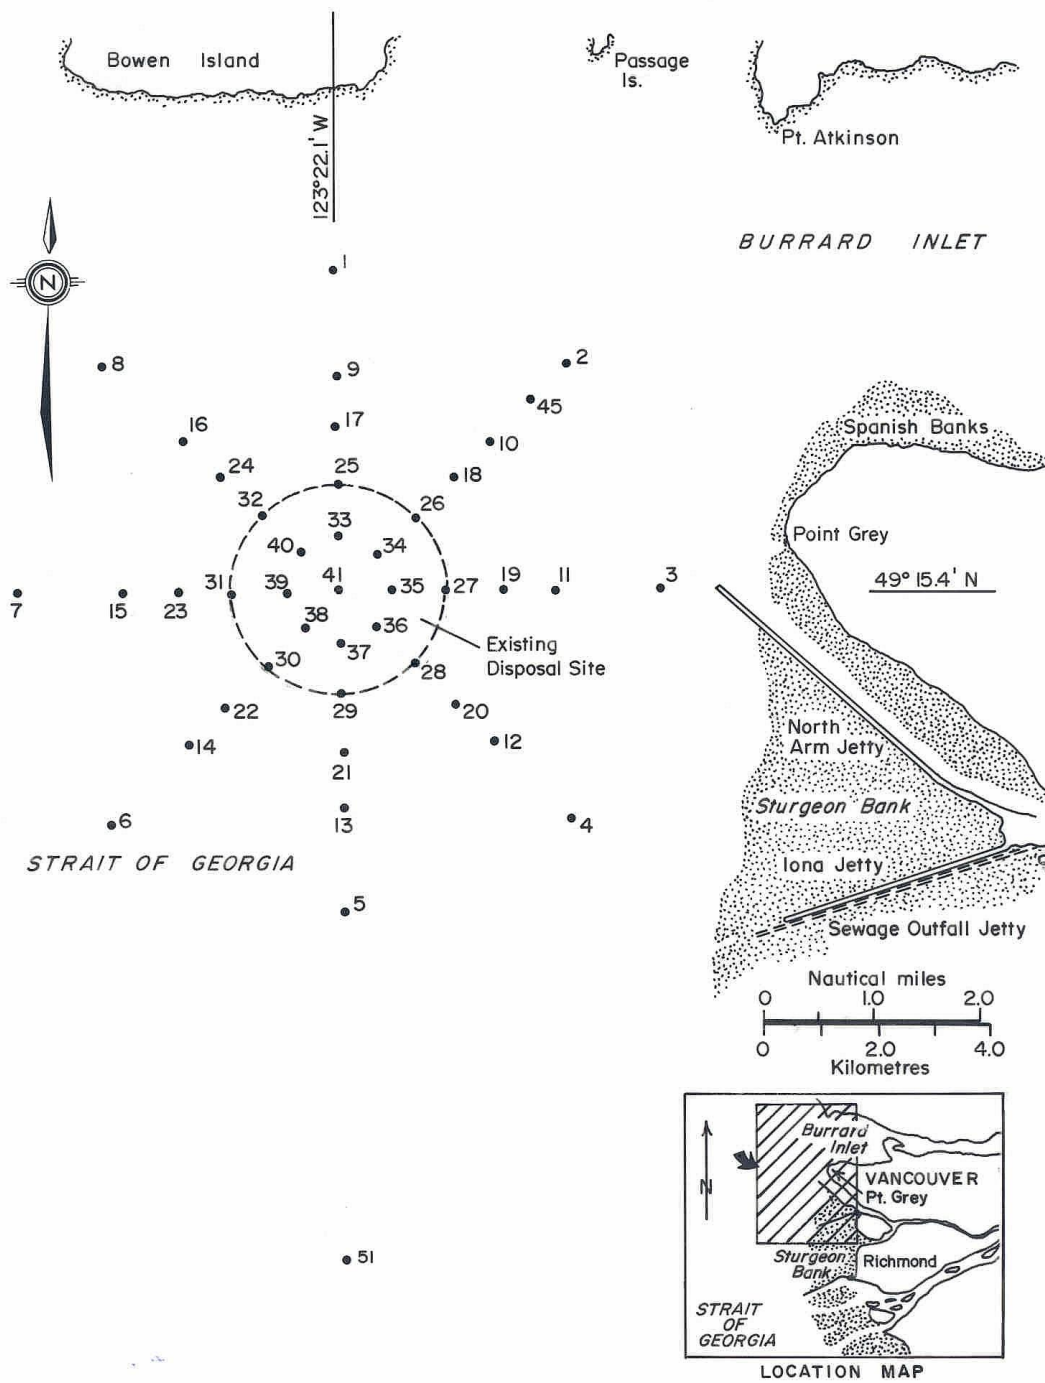 Bowen Island
Passage
Is.
Pt. Atkinson
123°22.1' W
BURRARD INLET
N
1
8
9
2
45
17
16
10
24
25
18
Spanish Banks
32
26
33
40
34
Point Grey
31
39
41
35
27
19
11
3
49° 15.4' N
7
15
23
38
36
37
Existing
Disposal Site
30
28
29
22
20
14
12
North
Arm Jetty
21
Sturgeon Bank
6
13
4
STRAIT OF GEORGIA
Iona Jetty
5
Sewage Outfall Jetty
Nautical miles
0 1.0 2.0
0 2.0 4.0
Kilometres
Burrard
Inlet
N
VANCOUVER
Pt. Grey
51
Sturgeon
Bank
Richmond
STRAIT
OF
GEORGIA
LOCATION MAP